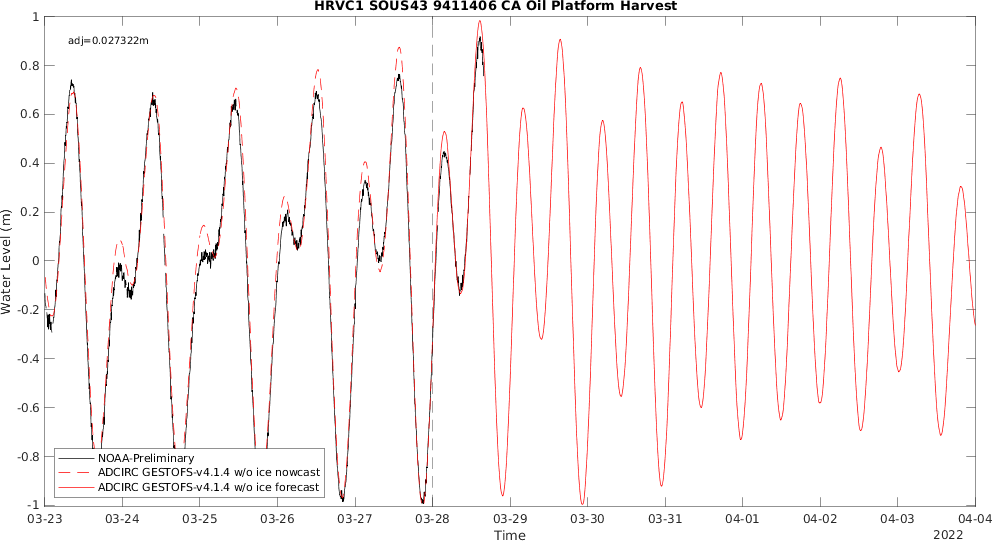 HRVC1 SOUS43 9411406 CA Oil Platform Harvest
adj=0.027322m
1
0.8
0.6
0.4
0.2
0
-0.2
-0.4
-0.6
-0.8
-1
Water Level (m)
NOAA-Preliminary
ADCIRC GESTOFS-v4.1.4 w/o ice nowcast
ADCIRC GESTOFS-v4.1.4 w/o ice forecast
03-23 03-24 03-25 03-26 03-27 03-28 03-29 03-30 03-31 04-01 04-02 04-03 04-04
Time
2022